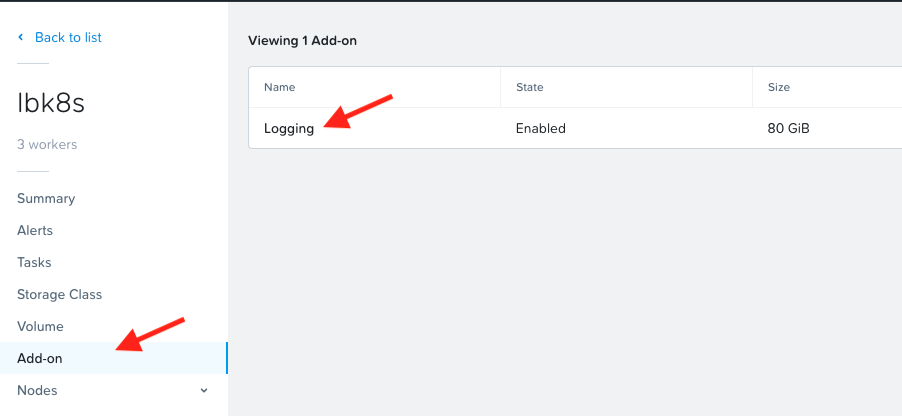 Back to list
lbk8s
3 workers
Summary
Alerts
Tasks
Storage Class
Volume
Add-on
Nodes
Viewing 1 Add-on
Name State Size
Logging Enabled 80 GiB